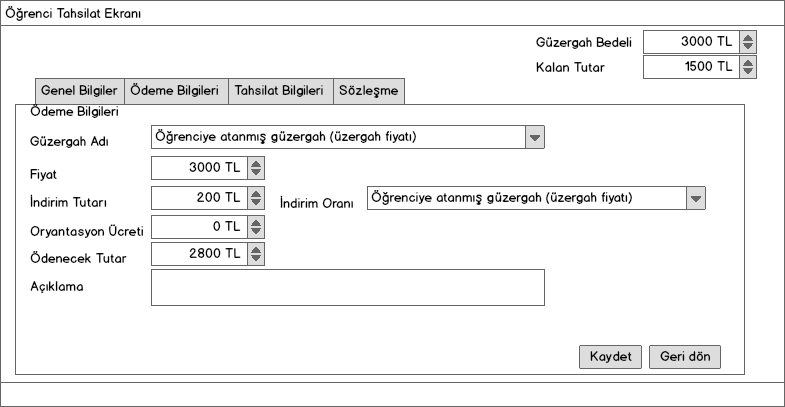 Öğrenci Tahsilat Ekranı
Güzergah Bedeli 3000 TL
Kalan Tutar 1500 TL
Genel Bilgiler Ödeme Bilgileri Tahsilat Bilgileri Sözleşme
Ödeme Bilgileri
Güzergah Adı Öğrenciye atanmış güzergah (üzergah fiyatı)
Fiyat 3000 TL
İndirim Tutarı 200 TL İndirim Oranı Öğrenciye atanmış güzergah (üzergah fiyatı)
Oryantasyon Ücreti 0 TL
Ödenecek Tutar 2800 TL
Açıklama
Kaydet Geri dön